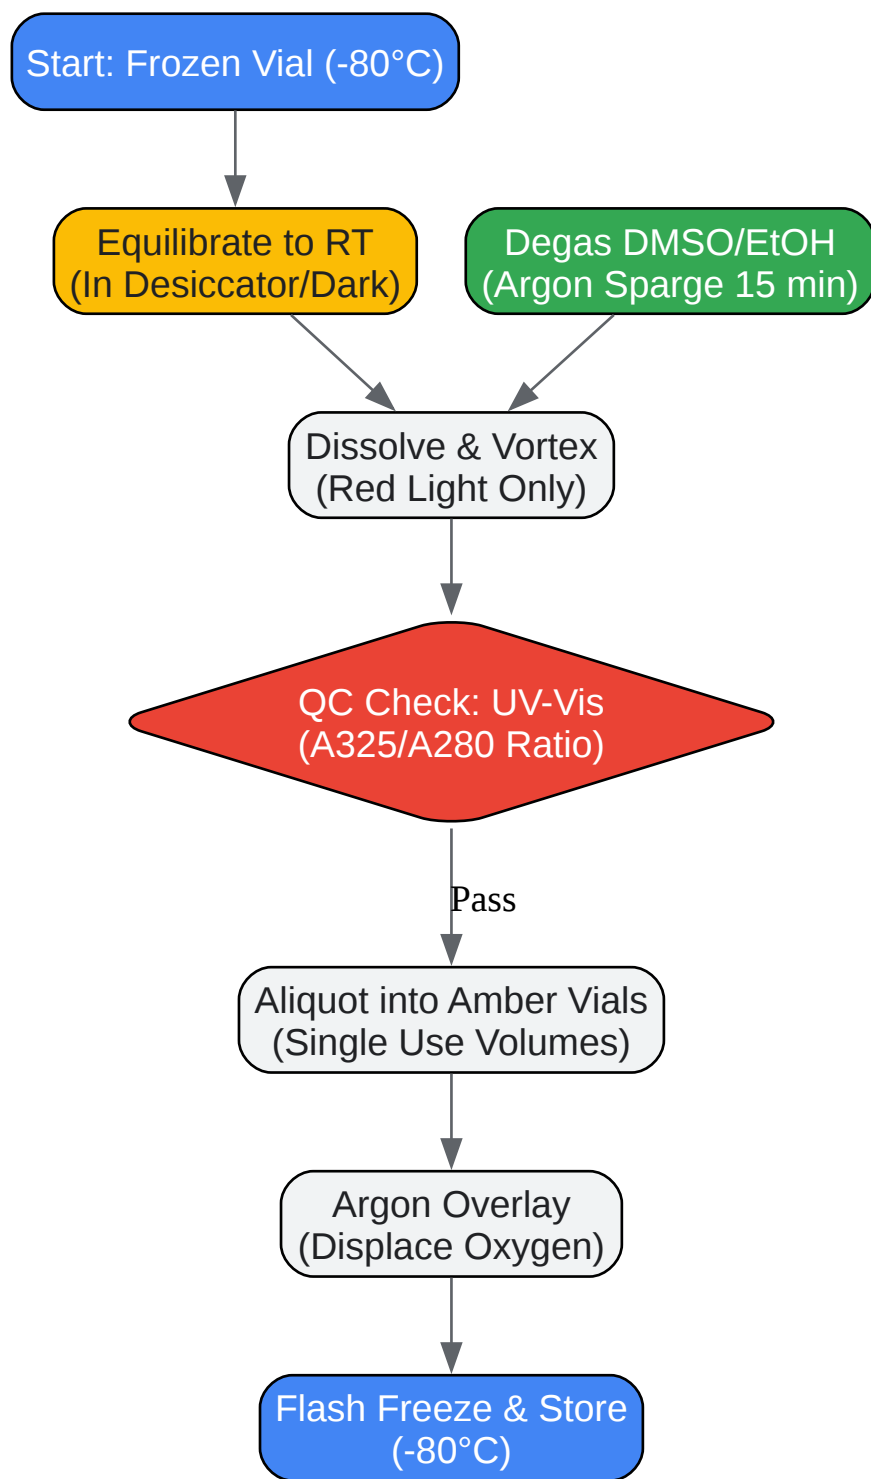 Start: Frozen Vial (-80°C)
Equilibrate to RT
(In Desiccator/Dark)
Degas DMSO/EtOH
(Argon Sparge 15 min)
Dissolve & Vortex
(Red Light Only)
QC Check: UV-Vis
(A325/A280 Ratio)
Pass
Aliquot into Amber Vials
(Single Use Volumes)
Argon Overlay
(Displace Oxygen)
Flash Freeze & Store
(-80°C)